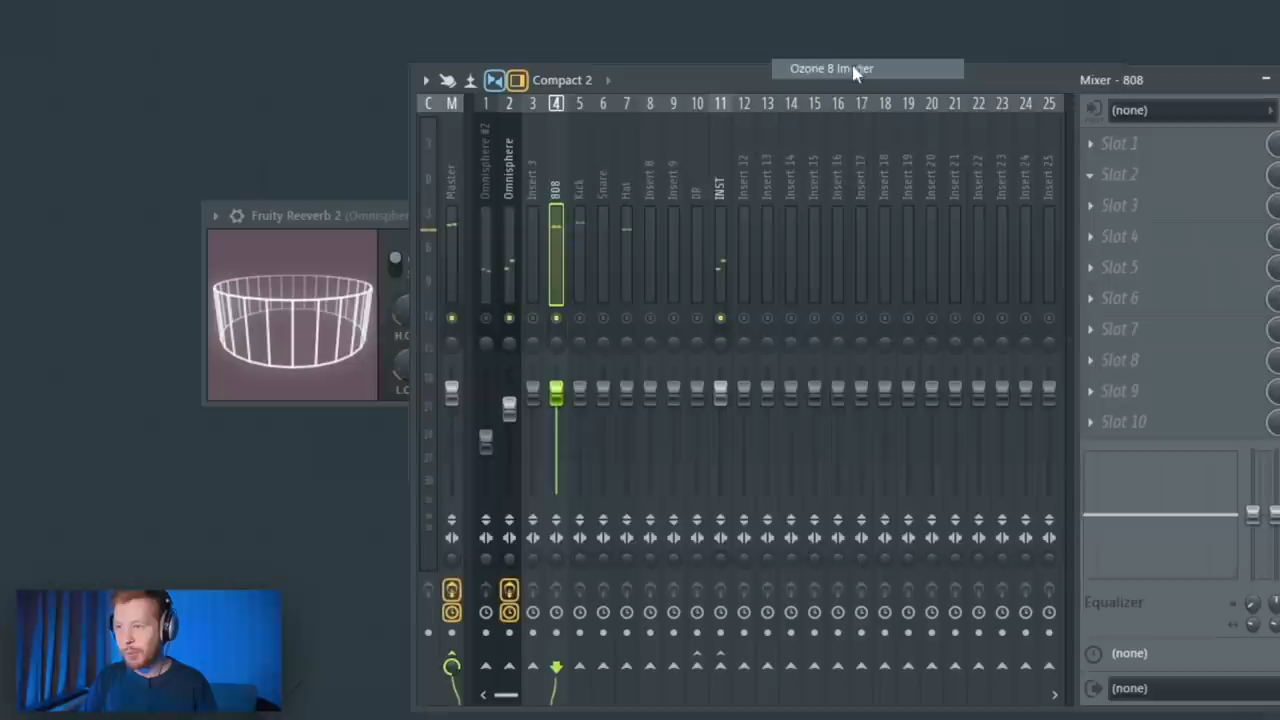 Ozone 8 Im
Compact 2
Mixer - 808
C M 1 2 3 4 5 6 7 8 9 10 11 12 13 14 15 16 17 18 19 20 21 22 23 24 25
(none)
Master
Omnisphere #2
Omnisphere
Insert 3
808
Kick
Snare
Hat
Insert 8
Insert 9
DR
INST
Insert 12
Insert 13
Insert 14
Insert 15
Insert 16
Insert 17
Insert 18
Insert 19
Insert 20
Insert 21
Insert 22
Insert 23
Insert 24
Insert 25
Slot 1
Slot 2
Slot 3
Slot 4
Slot 5
Slot 6
Slot 7
Slot 8
Slot 9
Slot 10
Fruity Reeverb 2 (Omnispher
Equalizer
(none)
(none)